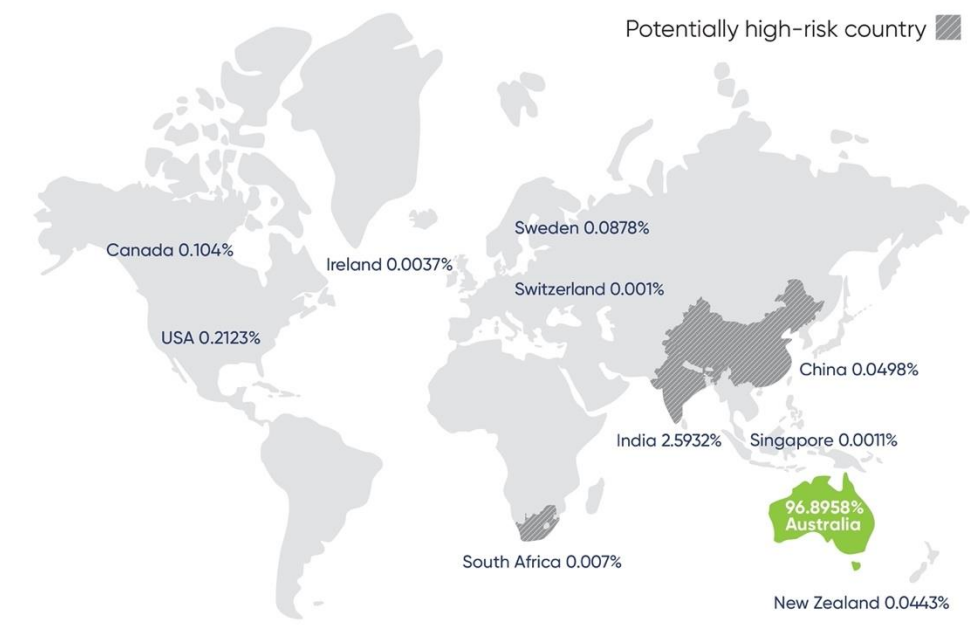 Potentially high-risk country
Sweden 0.0878%
Canada 0.104%
Ireland 0.0037%
Switzerland 0.001%
USA 0.2123%
China 0.0498%
India 2.5932%
Singapore 0.0011%
96.8958%
Australia
South Africa 0.007%
New Zealand 0.0443%